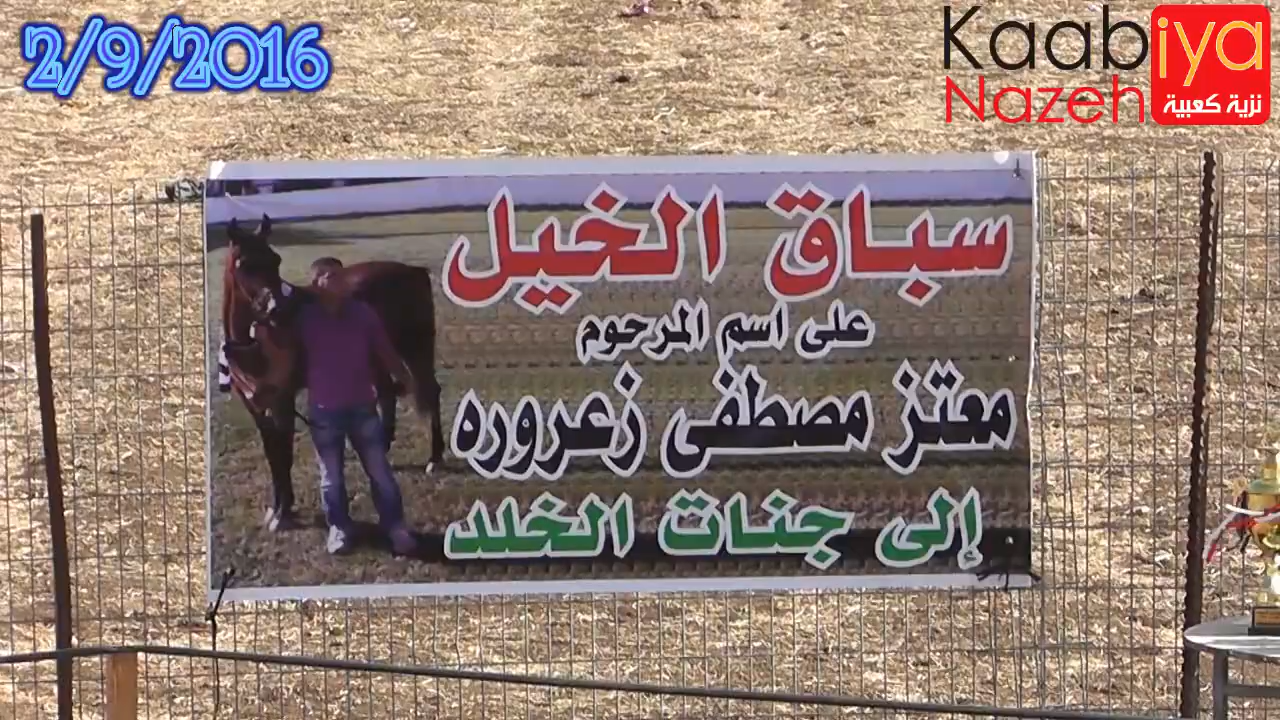 2/9/2016
Kaabiya
Nazeh
نزية كعبية
سباق الخيل
على اسم المرحوم
معتز مصطفى زعروره
إلى جنات الخلد